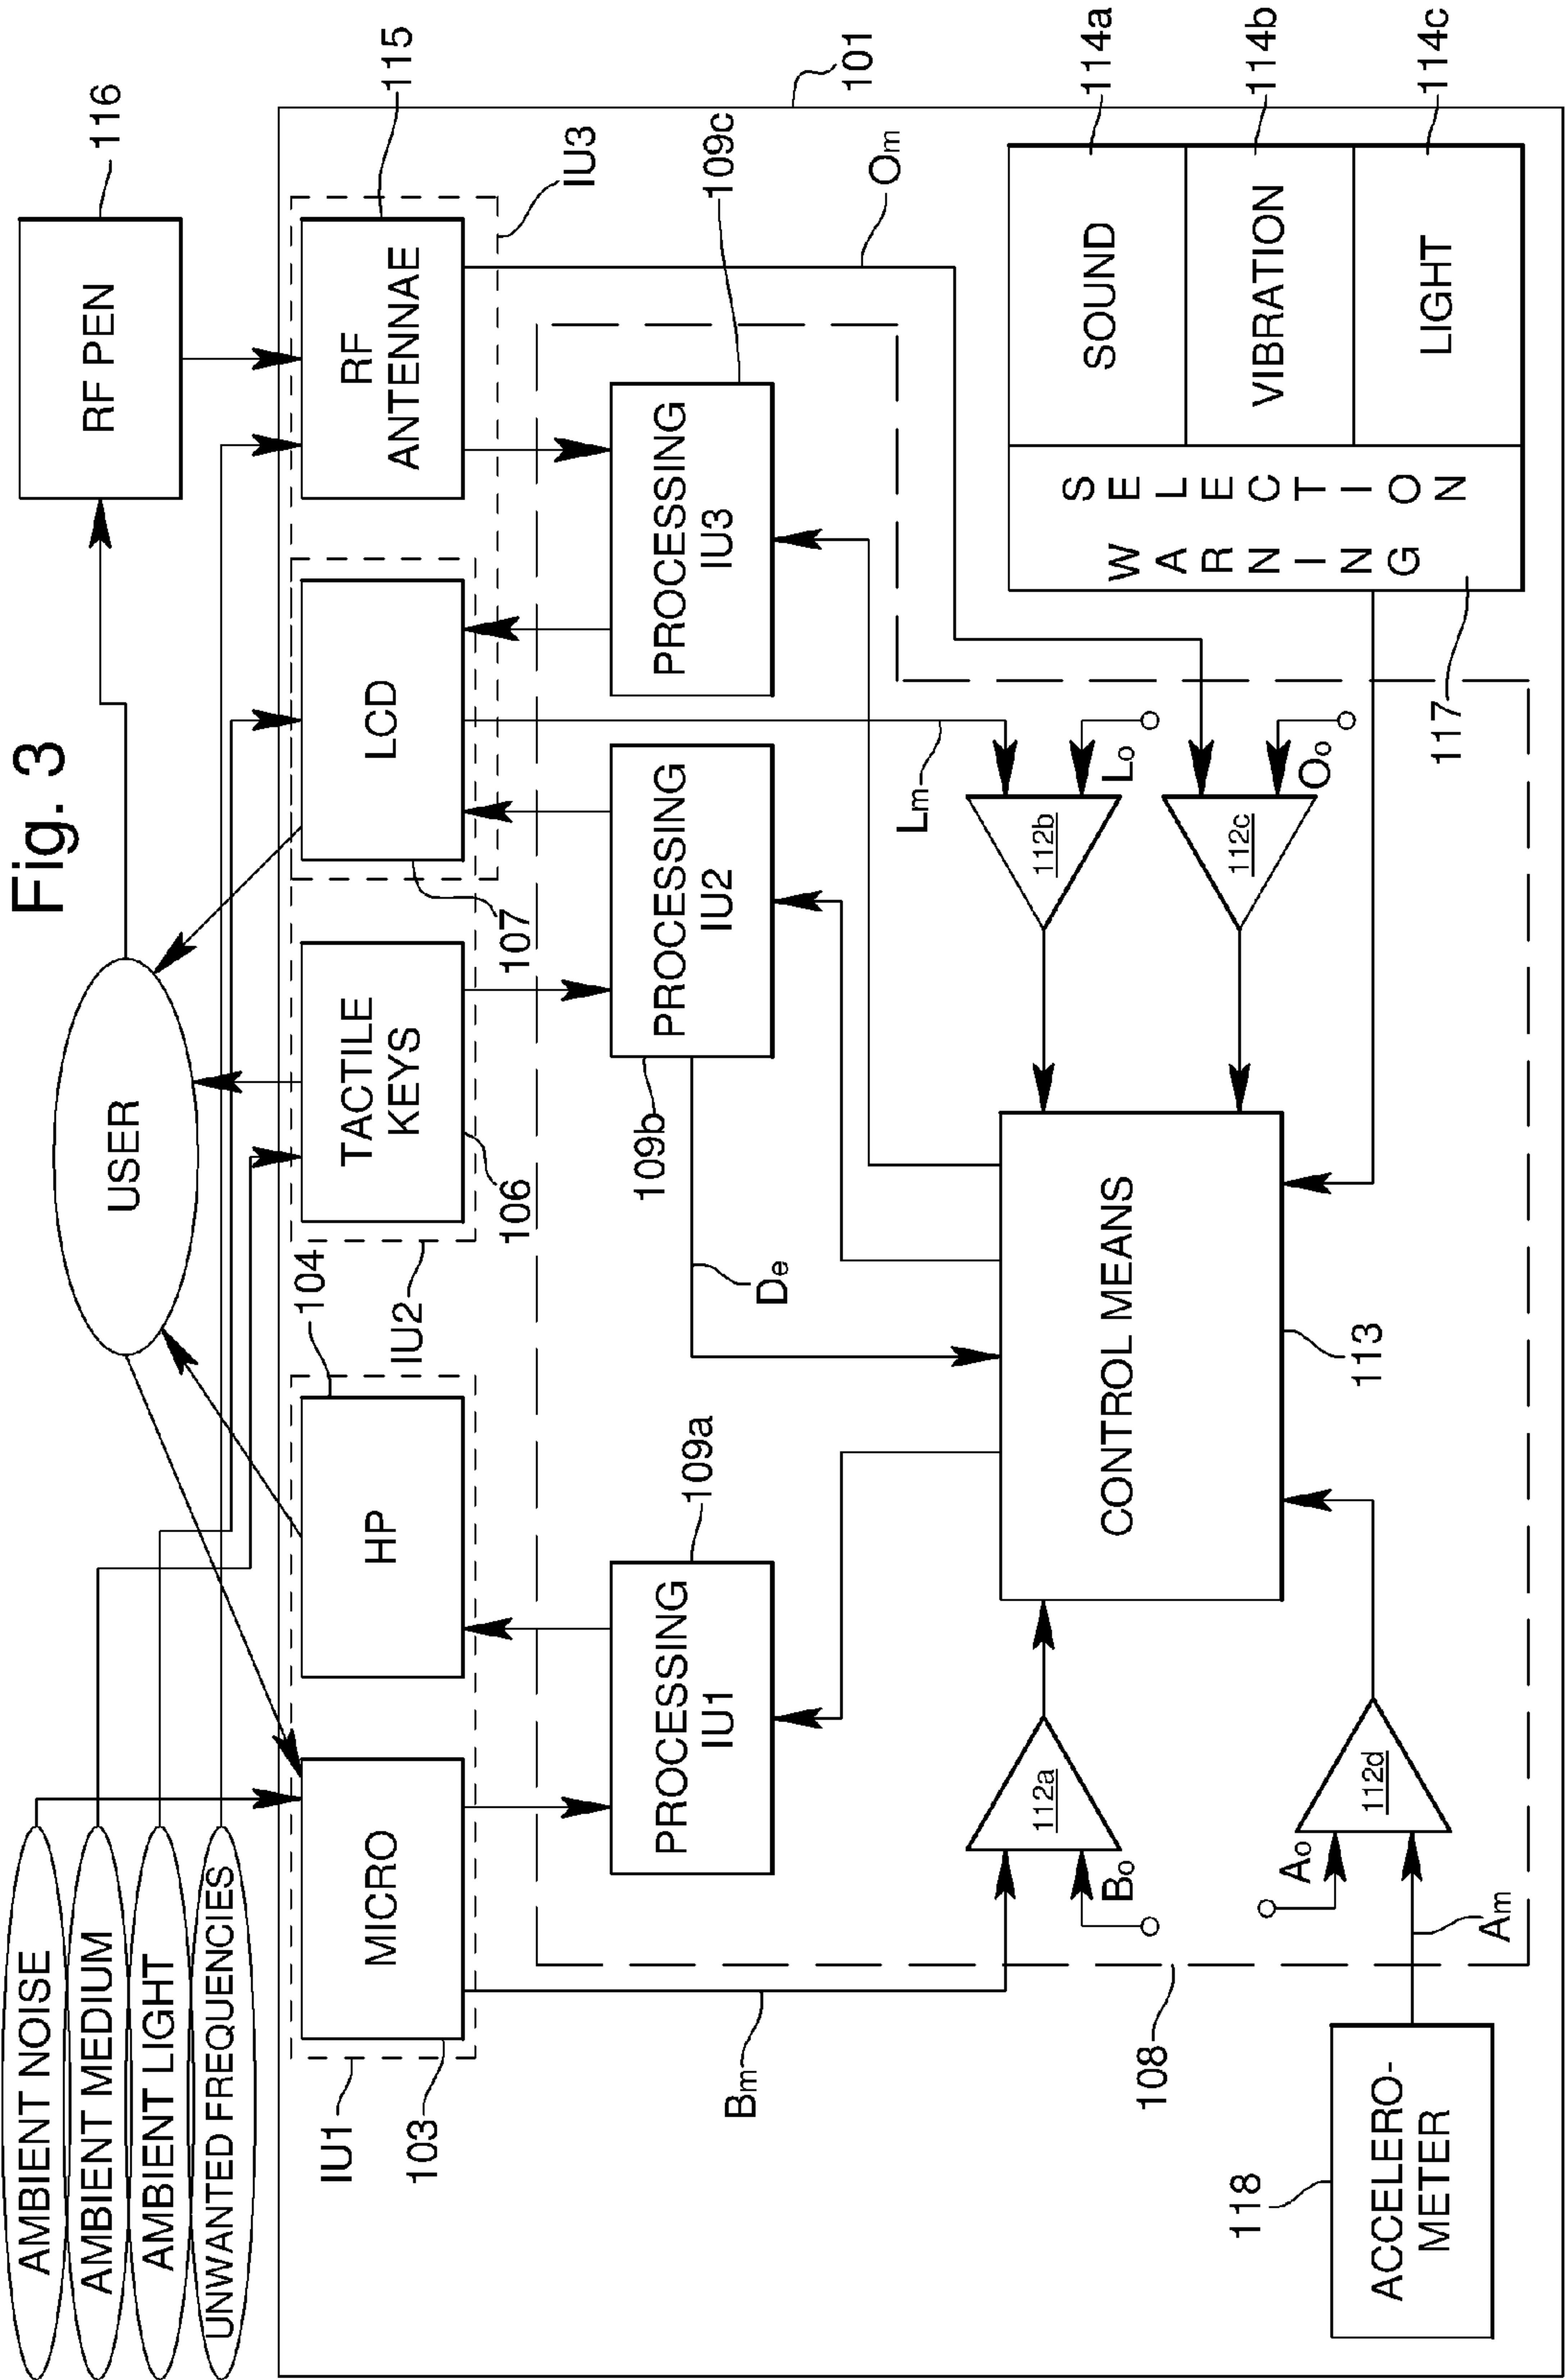 Fig. 3
AMBIENT NOISE
AMBIENT MEDIUM
AMBIENT LIGHT
UNWANTED FREQUENCIES
USER
RF PEN
116
IU1
103
MICRO
HP
104
IU2
TACTILE
KEYS
106
LCD
107
RF
ANTENNAE
115
IU3
101
PROCESSING
IU1
109a
PROCESSING
IU2
109b
PROCESSING
IU3
109c
Bm
De
Lm
Om
112a
Bo
112b
Lo
112c
Oo
112d
Ao
Am
CONTROL MEANS
113
108
118
ACCELERO-
METER
WARNING
SELECTION
117
SOUND
114a
VIBRATION
114b
LIGHT
114c